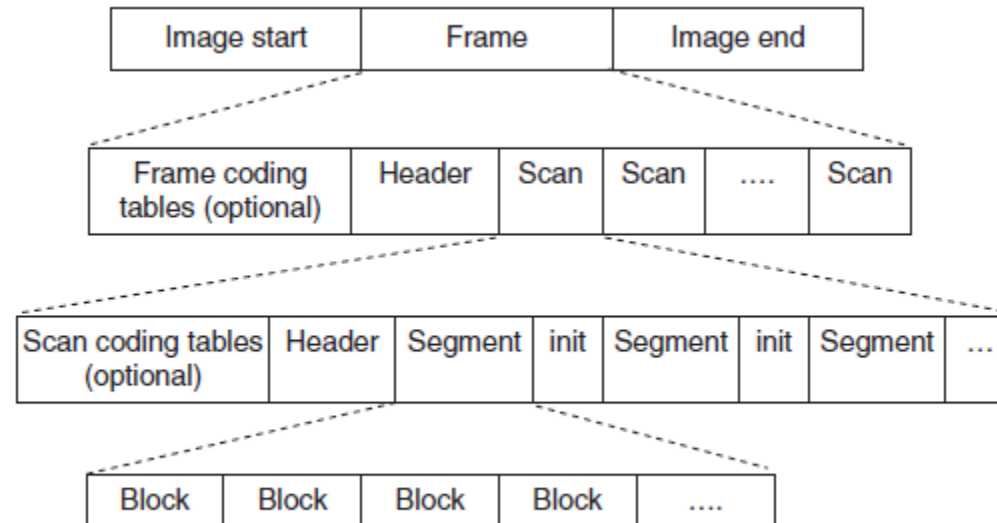 Image start Frame Image end
Frame coding Header Scan Scan .... Scan
tables (optional)
Scan coding tables Header Segment init Segment init Segment ...
(optional)
Block Block Block Block ....